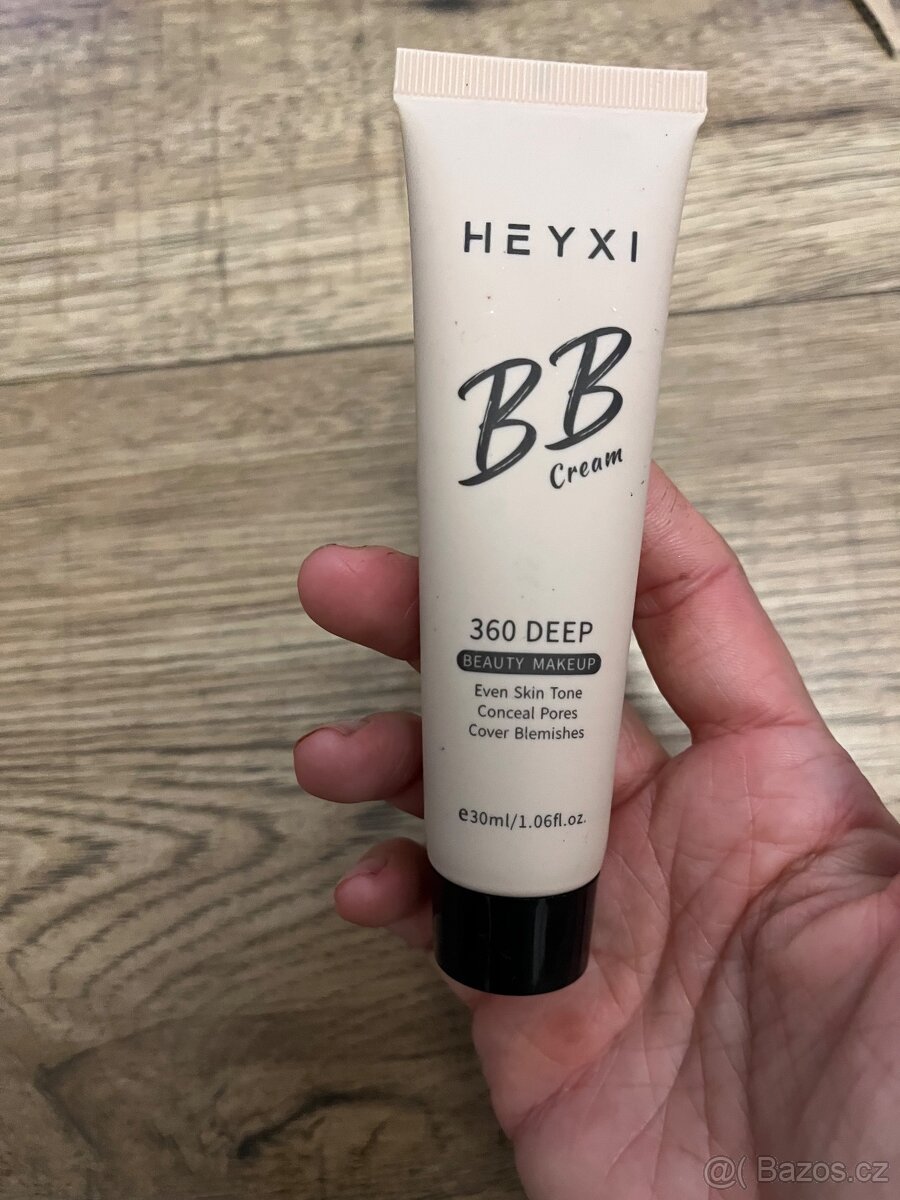 HEYXI
BB
Cream
360 DEEP
BEAUTY MAKEUP
Even Skin Tone
Conceal Pores
Cover Blemishes
e30ml/1.06fl.oz.
@( Bazos.cz